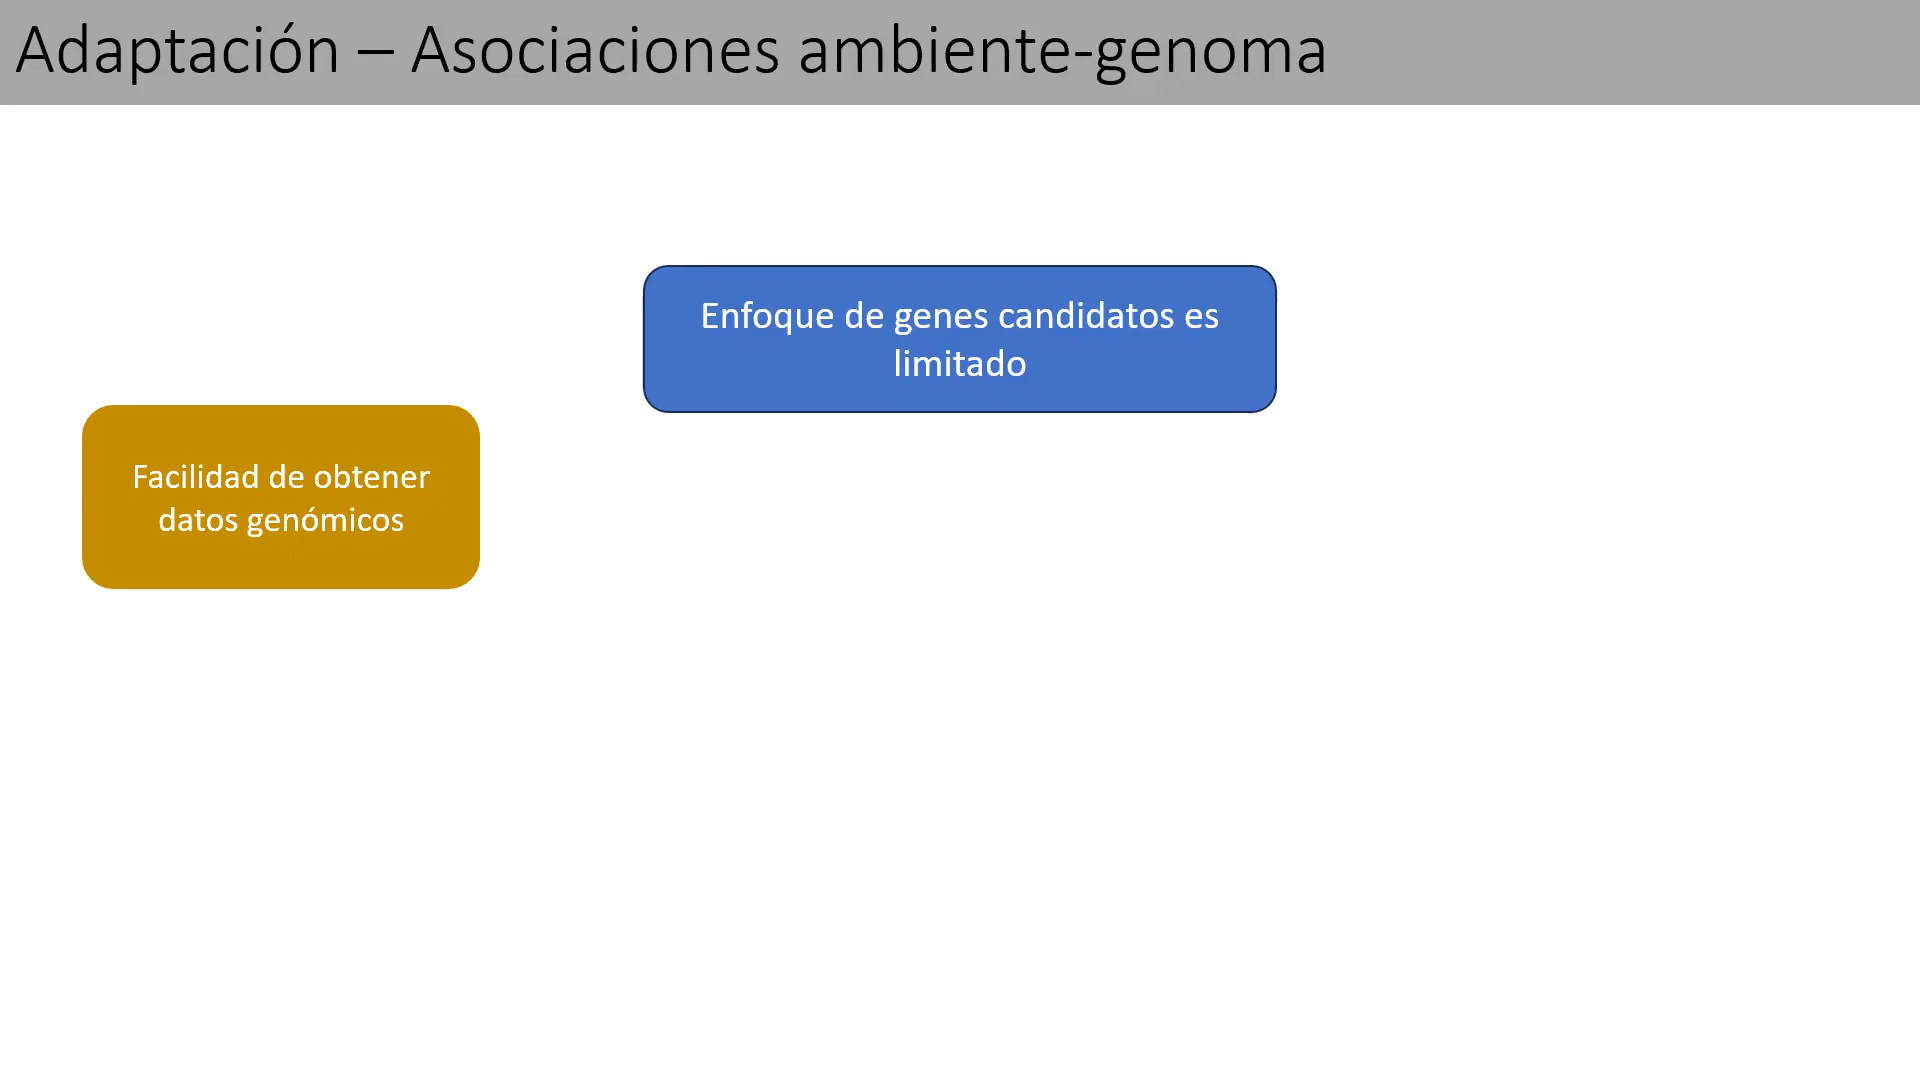 Adaptación – Asociaciones ambiente-genoma
Enfoque de genes candidatos es
limitado
Facilidad de obtener
datos genómicos